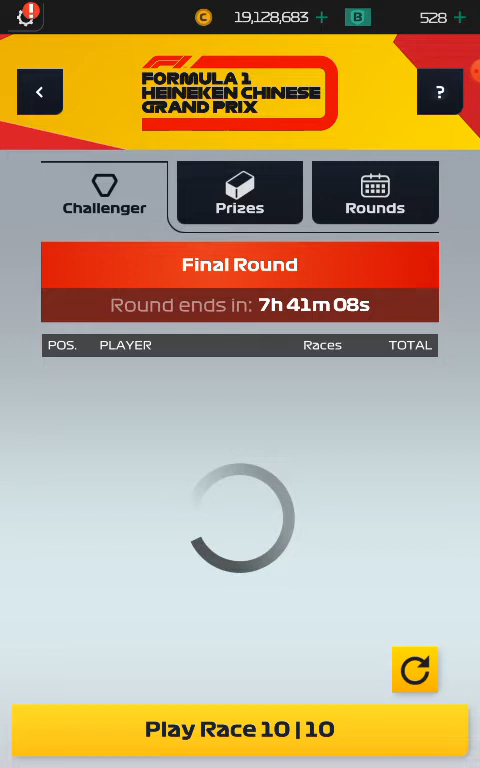 C 19,128,683 + B 528 +
FORMULA 1
HEINEKEN CHINESE
GRAND PRIX
?
Challenger Prizes Rounds
Final Round
Round ends in: 7h 41m 08s
POS. PLAYER Races TOTAL
Play Race 10 | 10